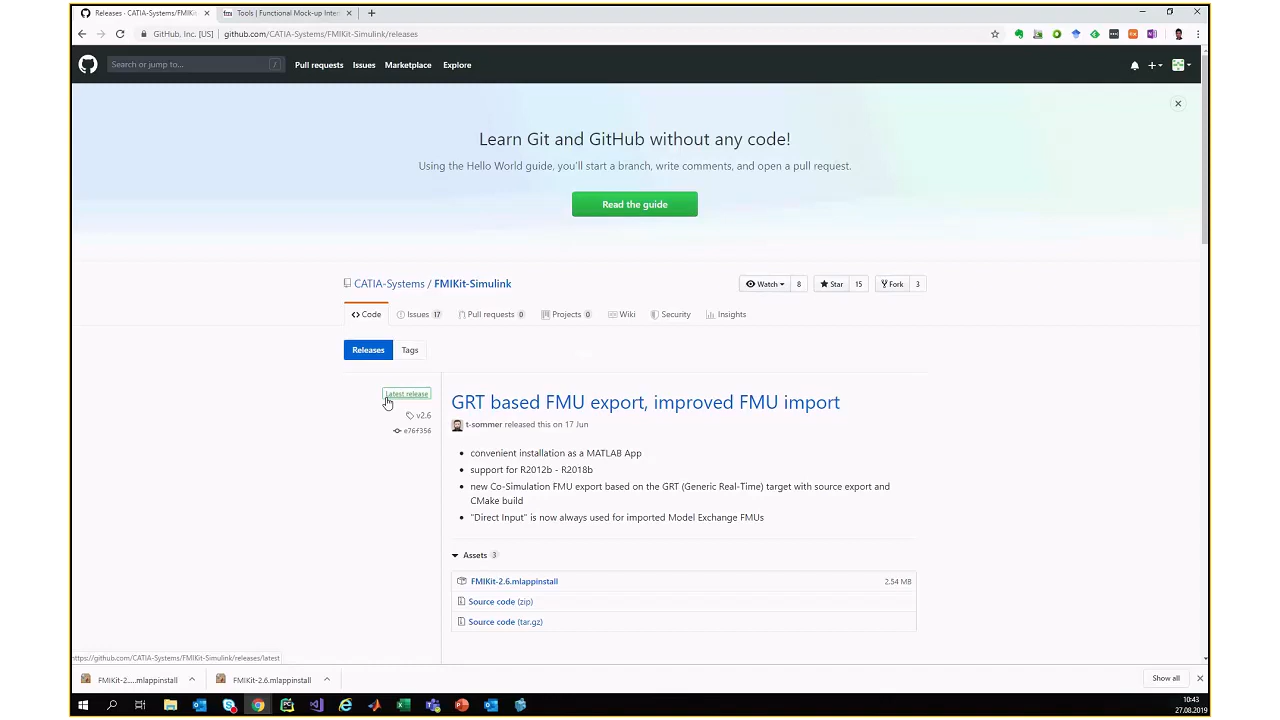 Releases · CATIA-Systems/FMIKit
Tools | Functional Mock-up Inter
GitHub, Inc. [US]
github.com/CATIA-Systems/FMIKit-Simulink/releases
Search or jump to...
/
Pull requests
Issues
Marketplace
Explore
Learn Git and GitHub without any code!
Using the Hello World guide, you'll start a branch, write comments, and open a pull request.
Read the guide
CATIA-Systems / FMIKit-Simulink
Watch
8
Star
15
Fork
3
Code
Issues 17
Pull requests 0
Projects 0
Wiki
Security
Insights
Releases
Tags
Latest release
v2.6
e76f356
GRT based FMU export, improved FMU import
t-sommer released this on 17 Jun
• convenient installation as a MATLAB App
• support for R2012b - R2018b
• new Co-Simulation FMU export based on the GRT (Generic Real-Time) target with source export and
CMake build
• "Direct Input" is now always used for imported Model Exchange FMUs
Assets 3
FMIKit-2.6.mlappinstall
2.54 MB
Source code (zip)
Source code (tar.gz)
https://github.com/CATIA-Systems/FMIKit-Simulink/releases/latest
FMIKit-2....mlappinstall
FMIKit-2.6.mlappinstall
Show all
10:43
27.08.2019